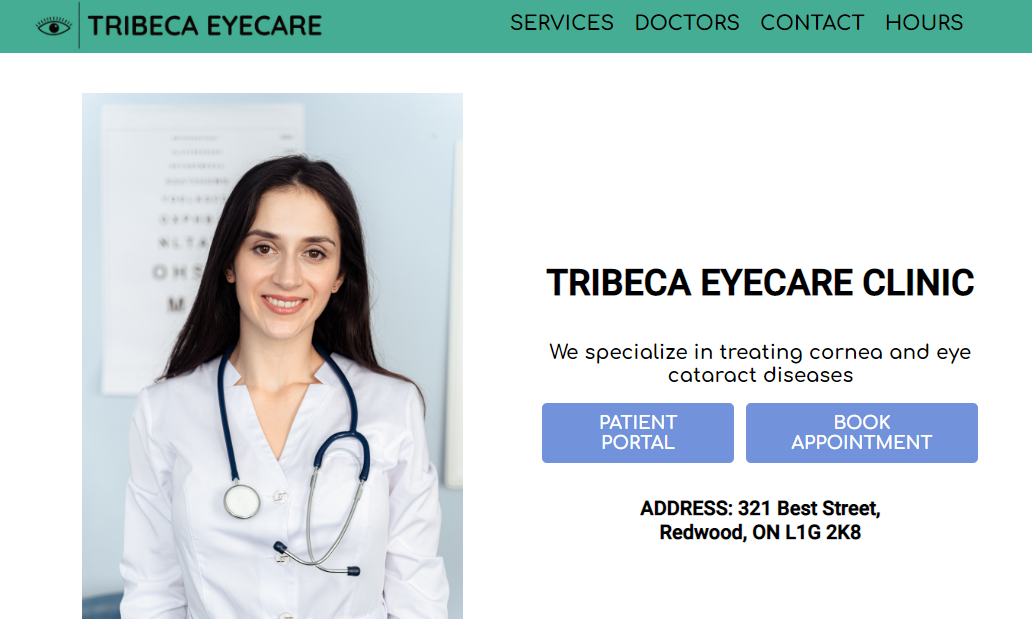 TRIBECA EYECARE
SERVICES DOCTORS CONTACT HOURS
TRIBECA EYECARE CLINIC
We specialize in treating cornea and eye
cataract diseases
PATIENT
PORTAL
BOOK
APPOINTMENT
ADDRESS: 321 Best Street,
Redwood, ON L1G 2K8